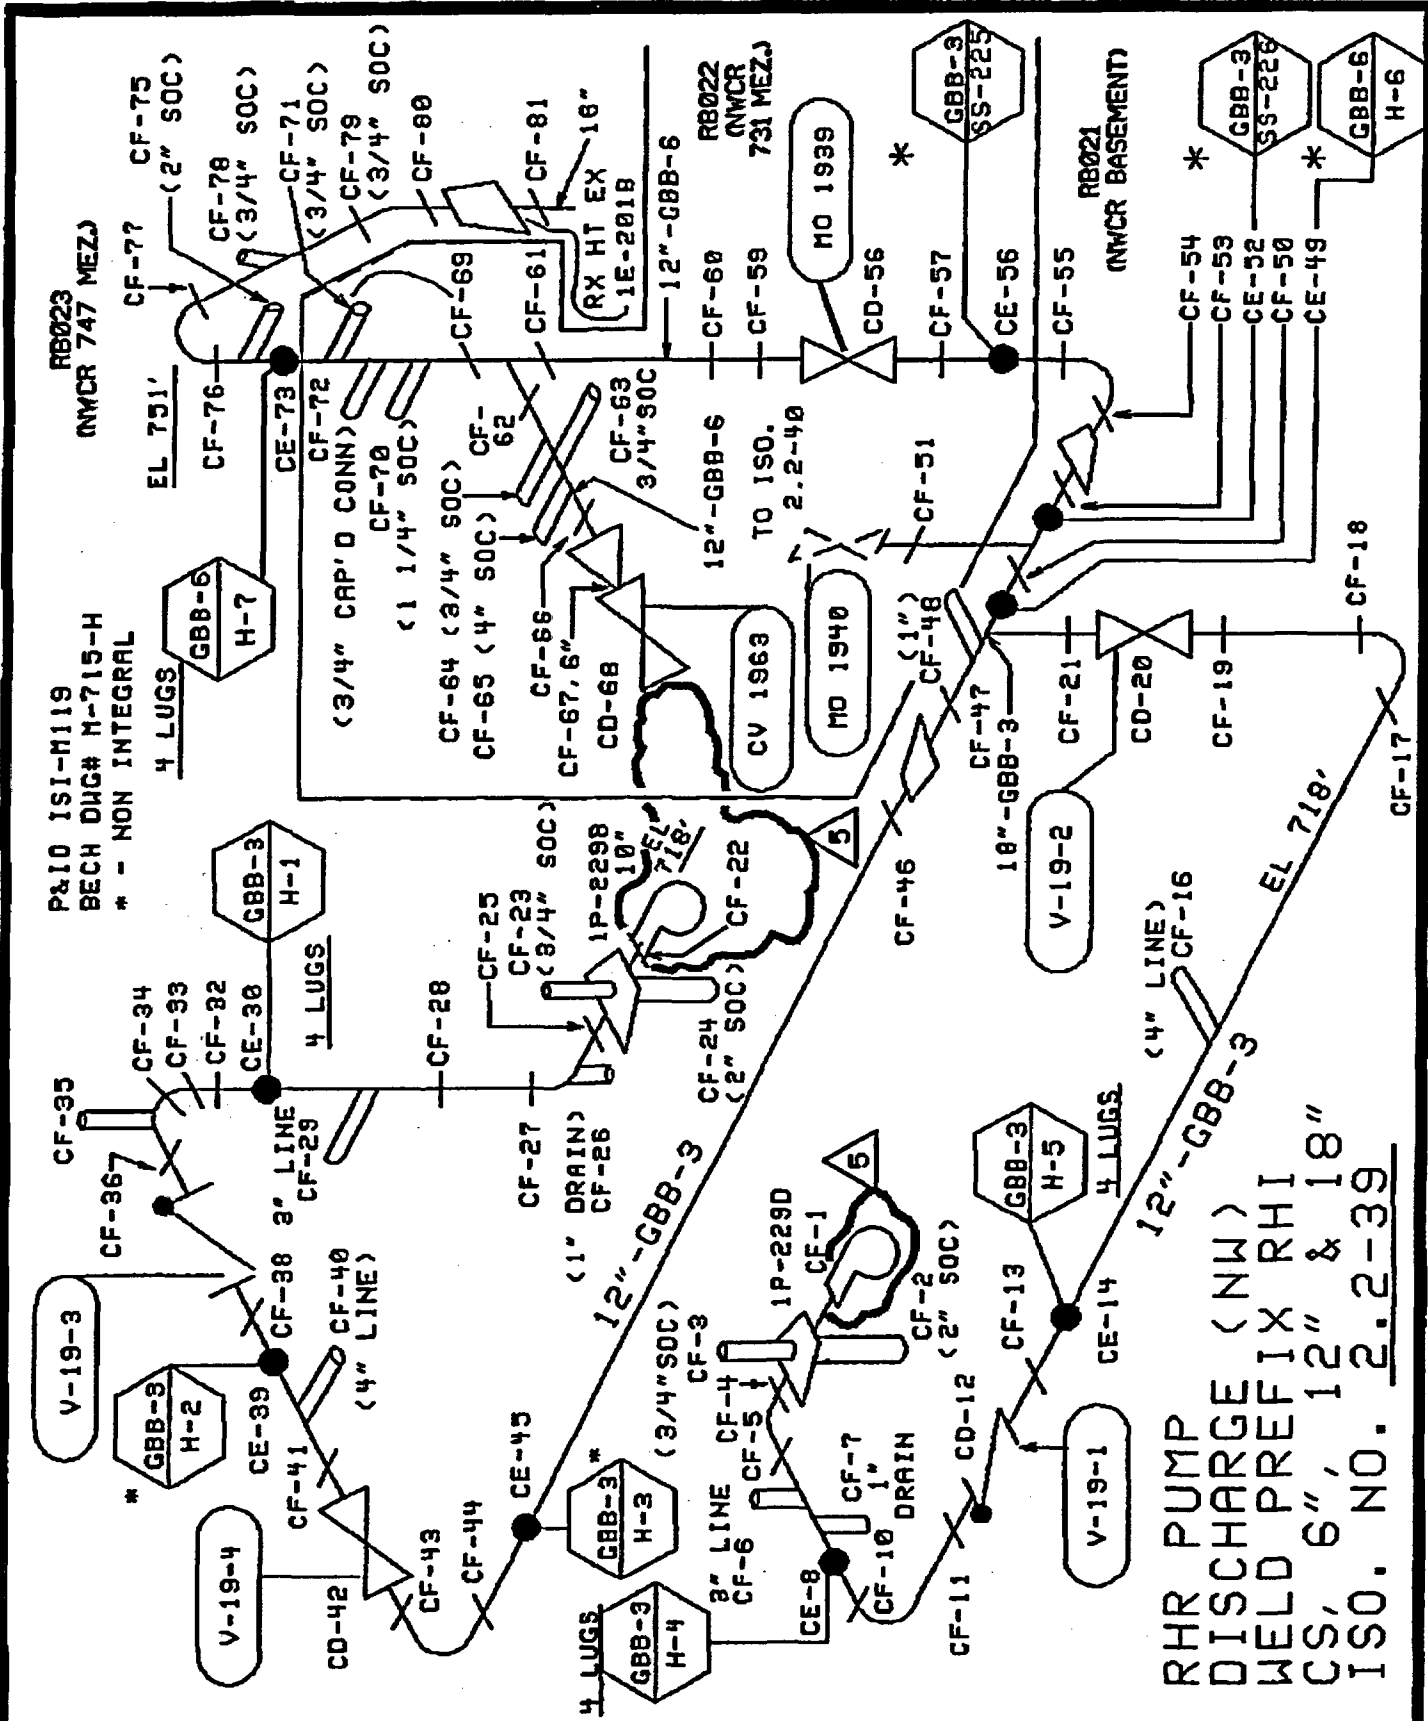 P&ID ISI-M119
BECH DWG# M-715-H
* - NON INTEGRAL
4 LUGS
GBB-6
H-7
EL 751'
RB023
(NWCR 747 MEZ.)
CF-77
CF-75
(2" SOC)
CF-78
(3/4" SOC)
CF-71
(3/4" SOC)
CF-79
(3/4" SOC)
CF-80
CF-81
18"
RX HT EX
1E-201B
CF-76
CE-73
CF-72
(3/4" CAP'D CONN)
CF-70
(1 1/4" SOC)
CF-69
CF-61
CF-62
CF-63
3/4"SOC
CF-64 (3/4" SOC)
CF-65 (4" SOC)
CF-66
CF-67, 6"
CD-68
CV 1963
12"-GBB-6
12"-GBB-6
CF-60
CF-59
RB022
(NWCR
731 MEZ.)
MO 1939
CD-56
CF-57
*
GBB-3
SS-225
CE-56
CF-55
RB021
(NWCR BASEMENT)
*
GBB-3
SS-226
*
GBB-6
H-6
CF-54
CF-53
CE-52
CF-50
CE-49
TO ISO.
2.2-40
CF-51
MO 1940
(1")
CF-48
CF-47
18"-GBB-3
CF-46
CF-21
CD-20
CF-19
CF-18
CF-17
V-19-2
EL 718'
(4" LINE)
CF-16
12"-GBB-3
GBB-3
H-1
4 LUGS
CF-35
CF-34
CF-33
CF-32
CE-30
CF-36
3" LINE
CF-29
CF-28
CF-27
(1" DRAIN)
CF-26
CF-25
CF-23
(3/4" SOC)
1P-229B
10"
EL
718'
CF-22
5
CF-24
(2" SOC)
V-19-3
CF-38
*
GBB-3
H-2
CE-39
CF-40
(4" LINE)
CF-41
V-19-4
CD-42
CF-43
CF-44
CE-45
*
GBB-3
H-3
12"-GBB-3
(3/4"SOC)
CF-3
1P-229D
CF-1
5
CF-2
(2" SOC)
CF-4
CF-5
3" LINE
CF-6
CF-7
1"
DRAIN
4 LUGS
GBB-3
H-4
CE-8
CF-10
CF-11
CD-12
V-19-1
CF-13
CE-14
GBB-3
H-5
4 LUGS
RHR PUMP
DISCHARGE (NW)
WELD PREFIX RHI
CS, 6", 12" & 18"
ISO. NO. 2.2-39